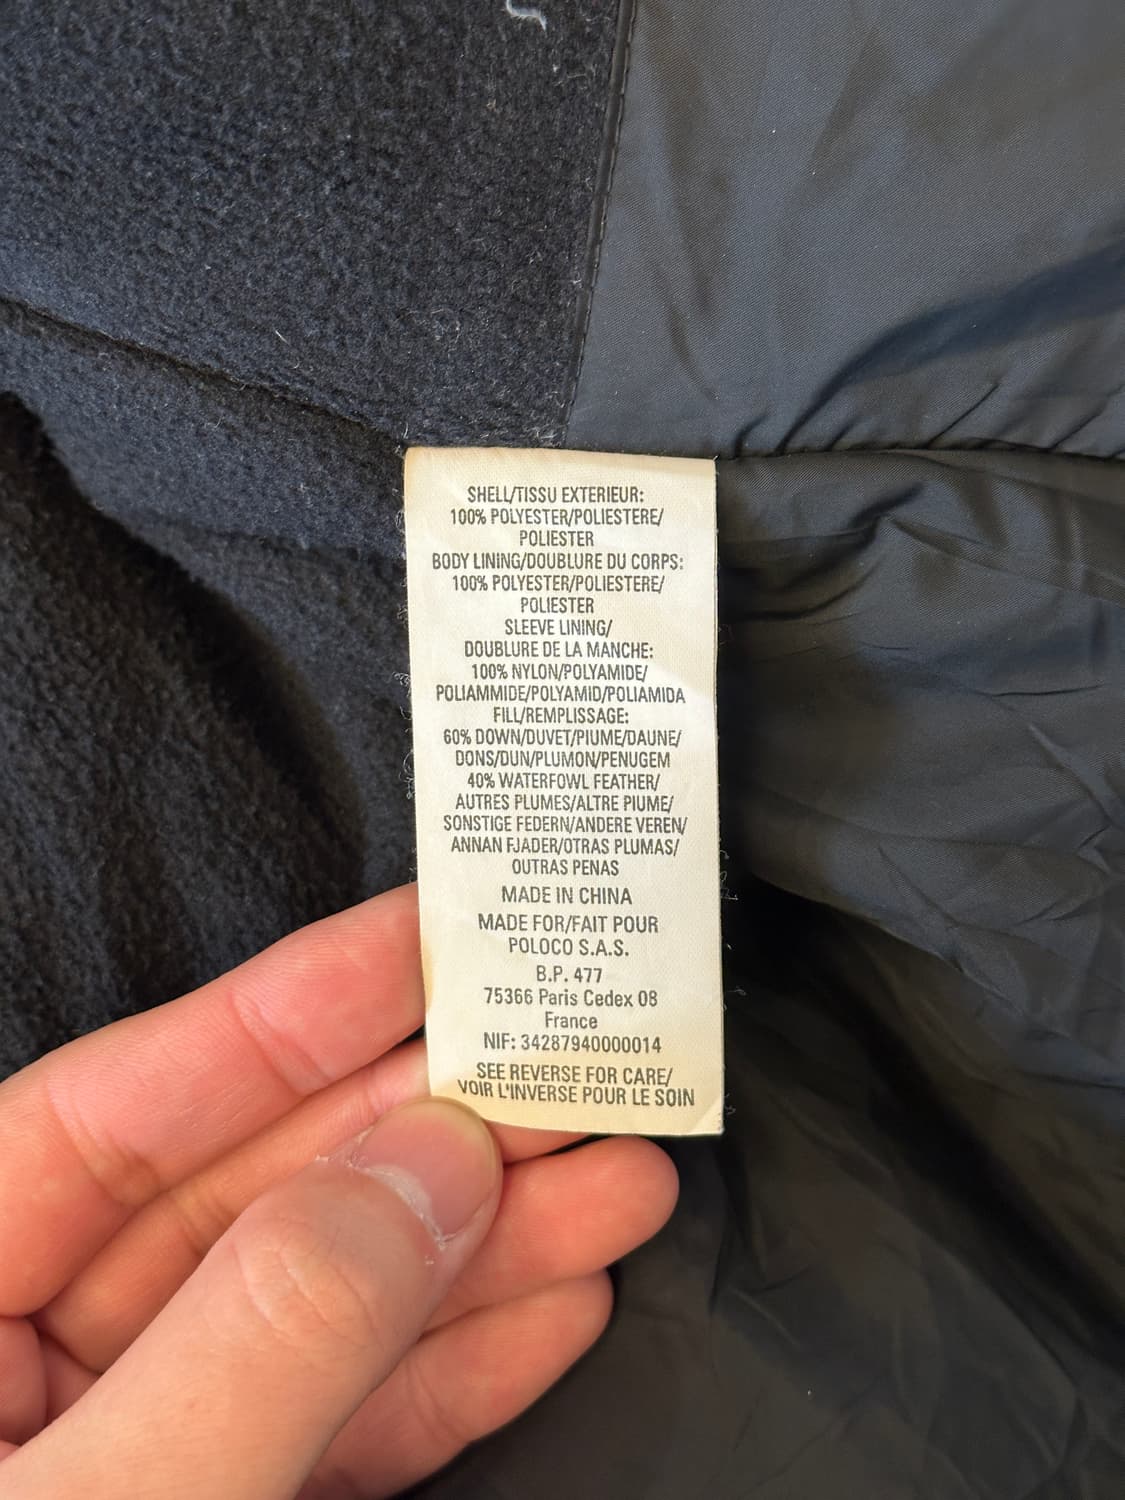 SHELL/TISSU EXTERIEUR:
100% POLYESTER/POLIESTERE/
POLIESTER
BODY LINING/DOUBLURE DU CORPS:
100% POLYESTER/POLIESTERE/
POLIESTER
SLEEVE LINING/
DOUBLURE DE LA MANCHE:
100% NYLON/POLYAMIDE/
POLIAMMIDE/POLYAMID/POLIAMIDA
FILL/REMPLISSAGE:
60% DOWN/DUVET/PIUME/DAUNE/
DONS/DUN/PLUMON/PENUGEM
40% WATERFOWL FEATHER/
AUTRES PLUMES/ALTRE PIUME/
SONSTIGE FEDERN/ANDERE VEREN/
ANNAN FJADER/OTRAS PLUMAS/
OUTRAS PENAS
MADE IN CHINA
MADE FOR/FAIT POUR
POLOCO S.A.S.
B.P. 477
75366 Paris Cedex 08
France
NIF: 34287940000014
SEE REVERSE FOR CARE/
VOIR L'INVERSE POUR LE SOIN